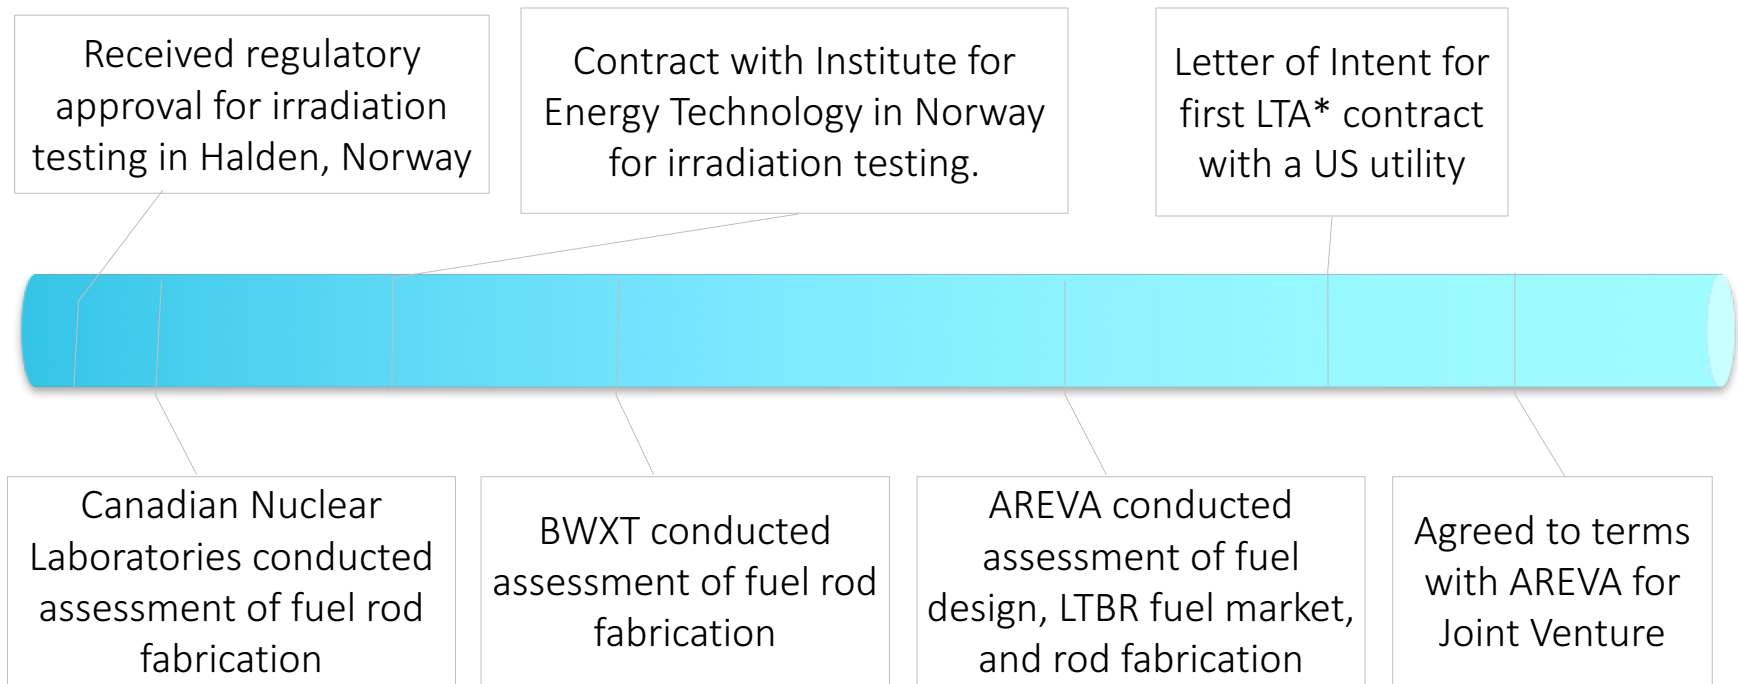 Received regulatory
approval for irradiation
testing in Halden, Norway
Contract with Institute for
Energy Technology in Norway
for irradiation testing.
Letter of Intent for
first LTA* contract
with a US utility
Canadian Nuclear
Laboratories conducted
assessment of fuel rod
fabrication
BWXT conducted
assessment of fuel rod
fabrication
AREVA conducted
assessment of fuel
design, LTBR fuel market,
and rod fabrication
Agreed to terms
with AREVA for
Joint Venture